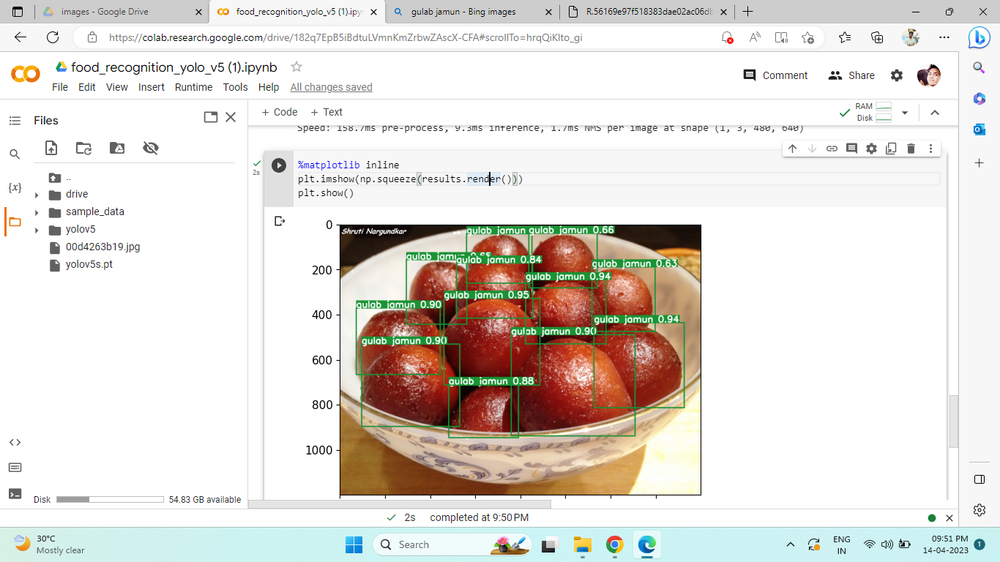 images - Google Drive
food_recognition_yolo_v5 (1).ipyn
gulab jamun - Bing images
R.56169e97f518383dae02ac06db
https://colab.research.google.com/drive/182q7EpB5iBdtuLVmnKmZrbwZAscX-CFA#scrollTo=hrqQiKlto_gi
food_recognition_yolo_v5 (1).ipynb
Comment
Share
File Edit View Insert Runtime Tools Help All changes saved
Files
+ Code + Text
RAM
Disk
Speed: 158.7ms pre-process, 9.3ms inference, 1.7ms NMS per image at shape (1, 3, 480, 640)
..
drive
sample_data
yolov5
00d4263b19.jpg
yolov5s.pt
{x}
2s
%matplotlib inline
plt.imshow(np.squeeze(results.render()))
plt.show()
0
200
400
600
800
1000
Shruti Nargundkar
gulab jamun
gulab jamun 0.66
gulab jamun 0.84
gulab jamun 0.63
gulab jamun 0.94
gulab jamun 0.95
gulab jamun 0.90
gulab jamun 0.94
gulab jamun 0.90
gulab jamun 0.90
gulab jamun 0.88
Disk 54.83 GB available
2s completed at 9:50 PM
30°C
Mostly clear
Search
ENG
IN
09:51 PM
14-04-2023
1